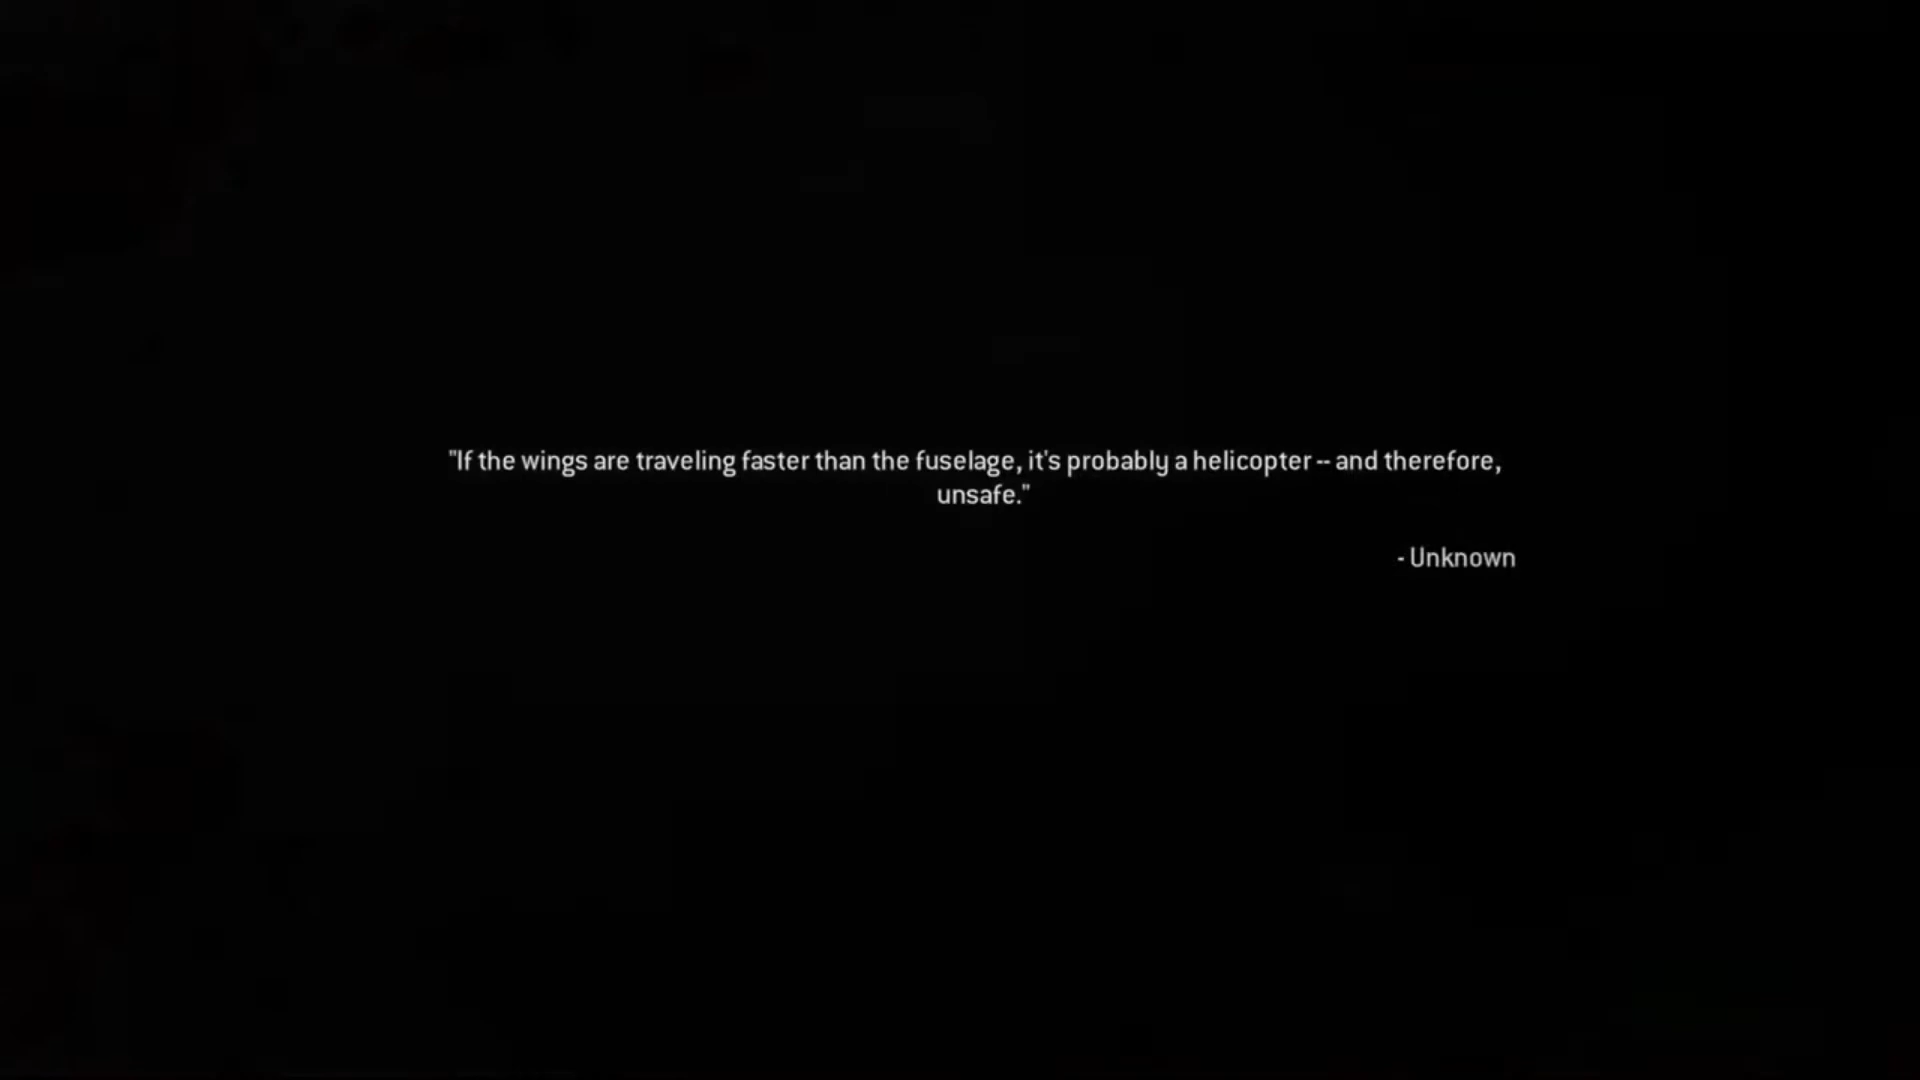 "If the wings are traveling faster than the fuselage, it's probably a helicopter -- and therefore,
unsafe."
- Unknown